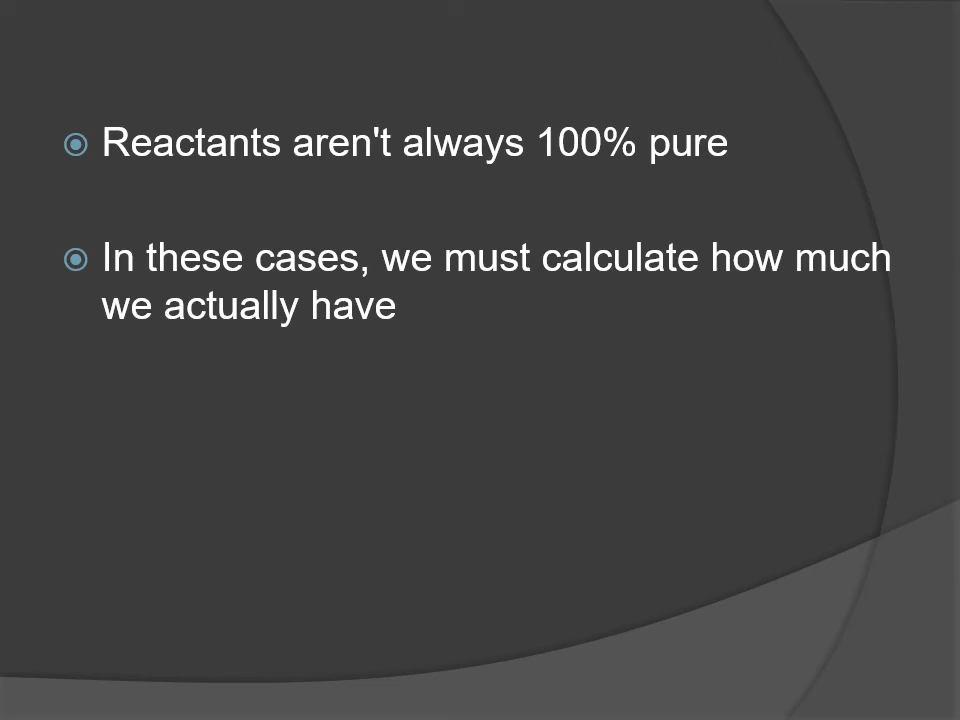 Reactants aren't always 100% pure
In these cases, we must calculate how much
we actually have